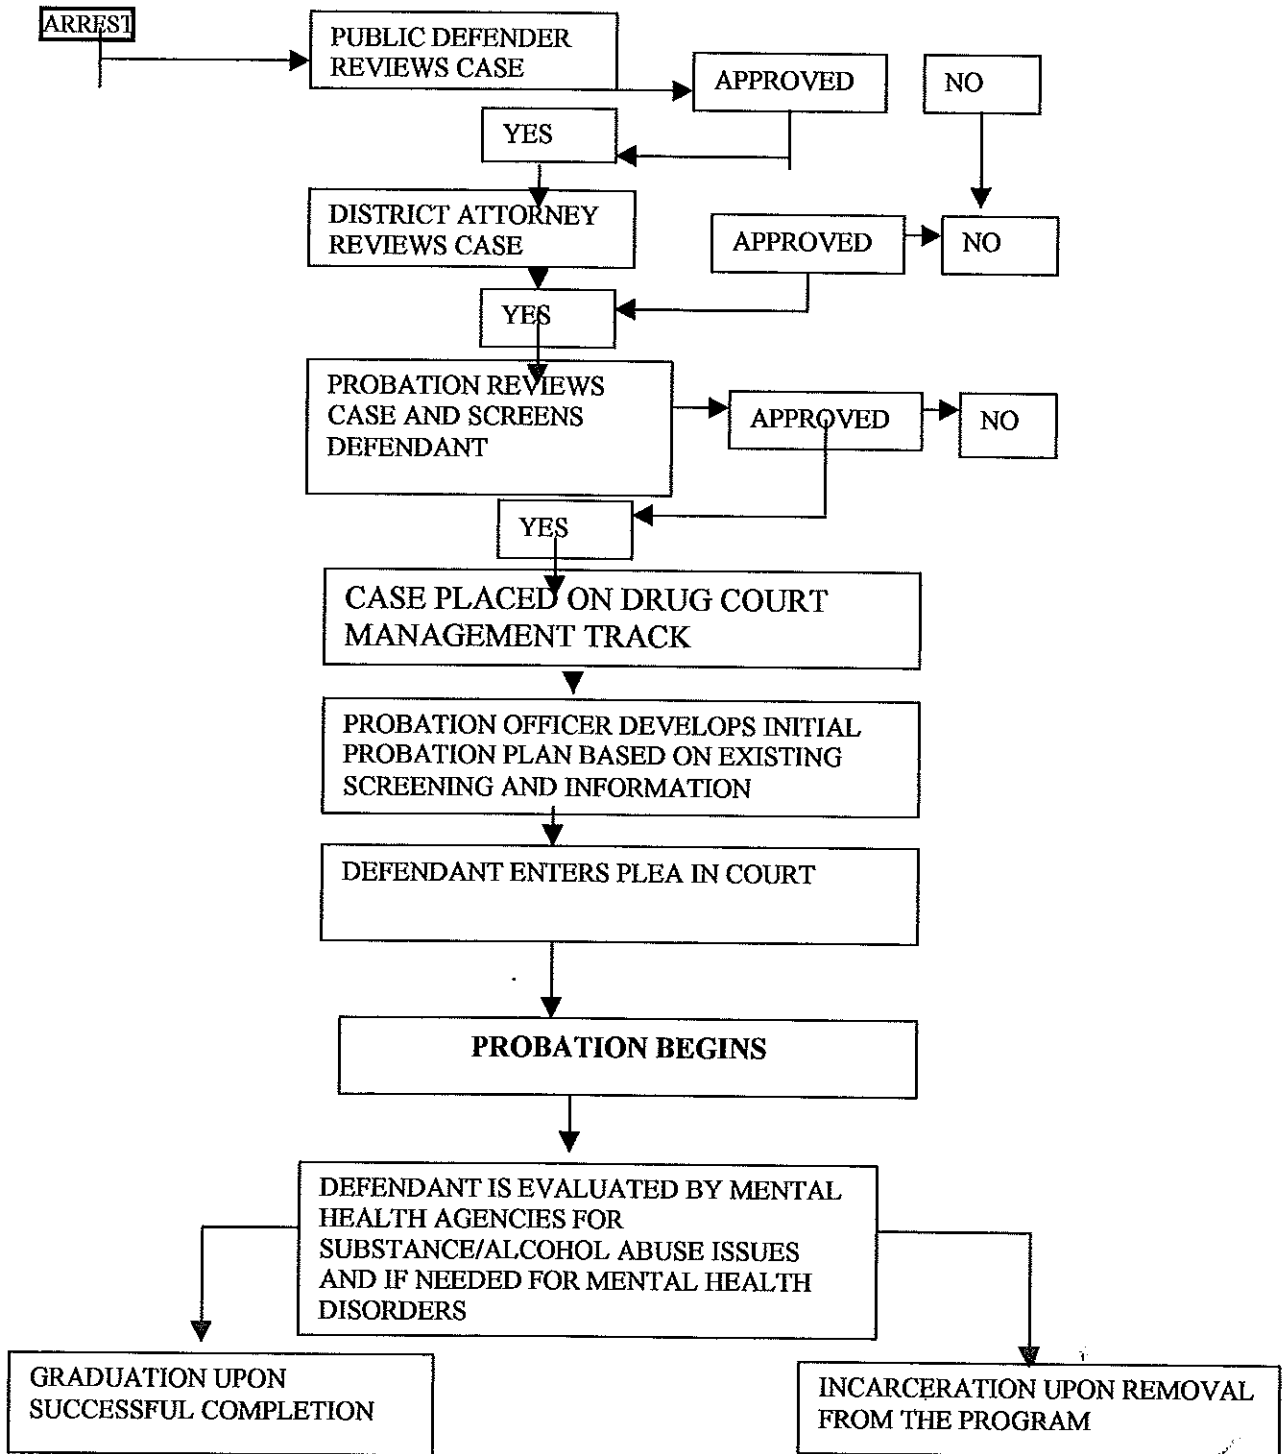 ARREST
PUBLIC DEFENDER
REVIEWS CASE
APPROVED
NO
YES
DISTRICT ATTORNEY
REVIEWS CASE
APPROVED
NO
YES
PROBATION REVIEWS
CASE AND SCREENS
DEFENDANT
APPROVED
NO
YES
CASE PLACED ON DRUG COURT
MANAGEMENT TRACK
PROBATION OFFICER DEVELOPS INITIAL
PROBATION PLAN BASED ON EXISTING
SCREENING AND INFORMATION
DEFENDANT ENTERS PLEA IN COURT
PROBATION BEGINS
DEFENDANT IS EVALUATED BY MENTAL
HEALTH AGENCIES FOR
SUBSTANCE/ALCOHOL ABUSE ISSUES
AND IF NEEDED FOR MENTAL HEALTH
DISORDERS
GRADUATION UPON
SUCCESSFUL COMPLETION
INCARCERATION UPON REMOVAL
FROM THE PROGRAM